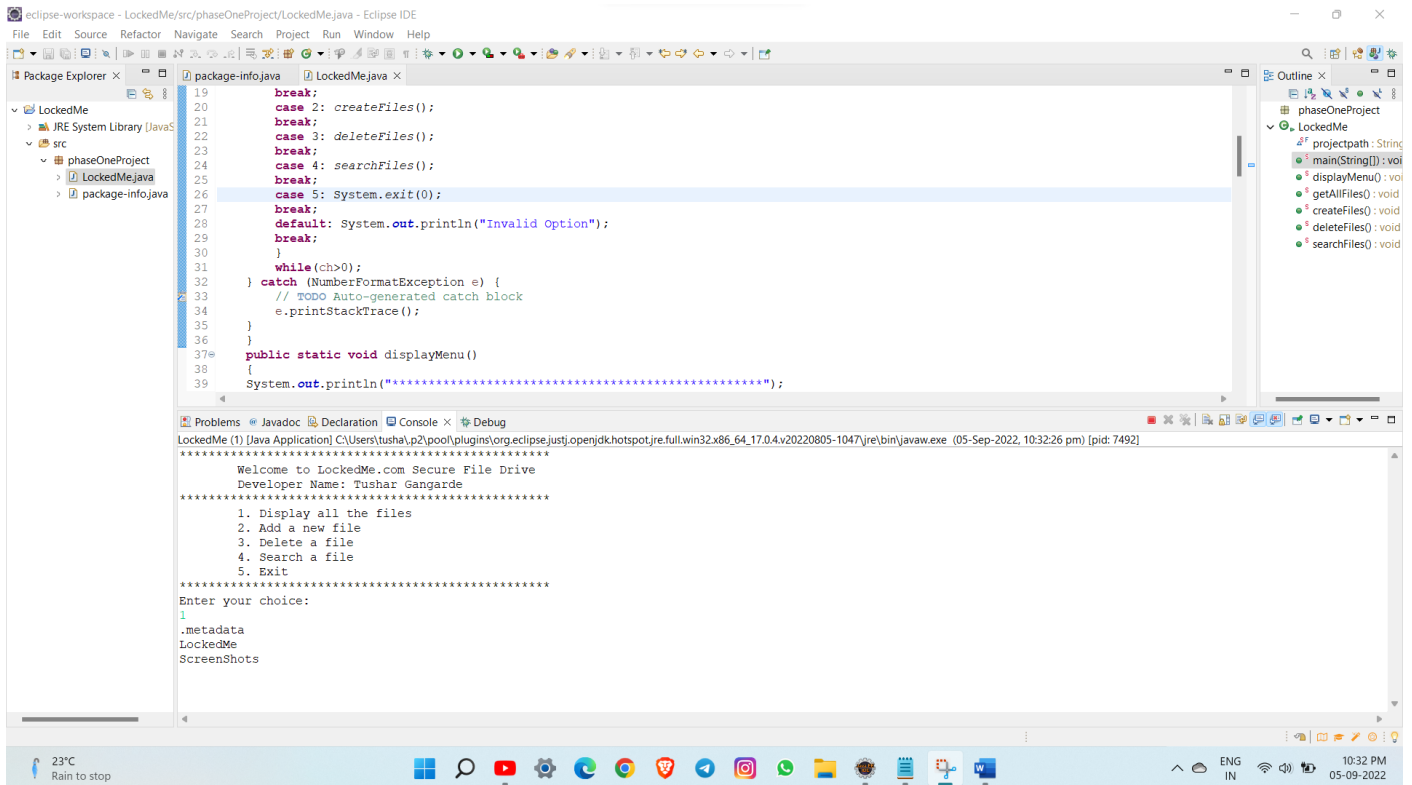 eclipse-workspace - LockedMe/src/phaseOneProject/LockedMe.java - Eclipse IDE
File Edit Source Refactor Navigate Search Project Run Window Help
Package Explorer
LockedMe
JRE System Library [JavaS
src
phaseOneProject
LockedMe.java
package-info.java
package-info.java LockedMe.java
19 break;
20 case 2: createFiles();
21 break;
22 case 3: deleteFiles();
23 break;
24 case 4: searchFiles();
25 break;
26 case 5: System.exit(0);
27 break;
28 default: System.out.println("Invalid Option");
29 break;
30 }
31 while(ch>0);
32 } catch (NumberFormatException e) {
33 // TODO Auto-generated catch block
34 e.printStackTrace();
35 }
36 }
37 public static void displayMenu()
38 {
39 System.out.println("***************************************************");
Outline
phaseOneProject
LockedMe
projectpath : String
main(String[]) : voi
displayMenu() : vo
getAllFiles() : void
createFiles() : void
deleteFiles() : void
searchFiles() : void
Problems Javadoc Declaration Console Debug
LockedMe (1) [Java Application] C:\Users\tusha\.p2\pool\plugins\org.eclipse.justj.openjdk.hotspot.jre.full.win32.x86_64_17.0.4.v20220805-1047\jre\bin\javaw.exe (05-Sep-2022, 10:32:26 pm) [pid: 7492]
***************************************************
Welcome to LockedMe.com Secure File Drive
Developer Name: Tushar Gangarde
***************************************************
1. Display all the files
2. Add a new file
3. Delete a file
4. Search a file
5. Exit
***************************************************
Enter your choice:
1
.metadata
LockedMe
ScreenShots
23°C
Rain to stop
ENG
IN
10:32 PM
05-09-2022